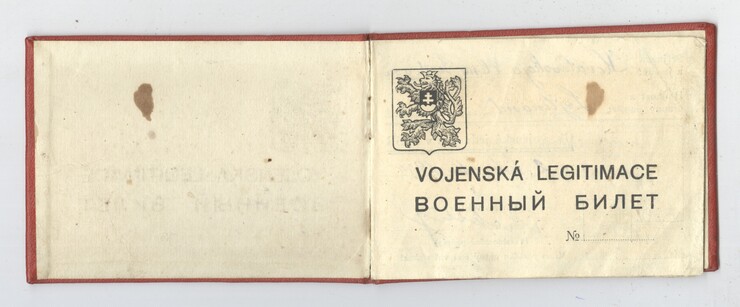 VOJENSKÁ LEGITIMACE
ВОЕННЫЙ БИЛЕТ
№